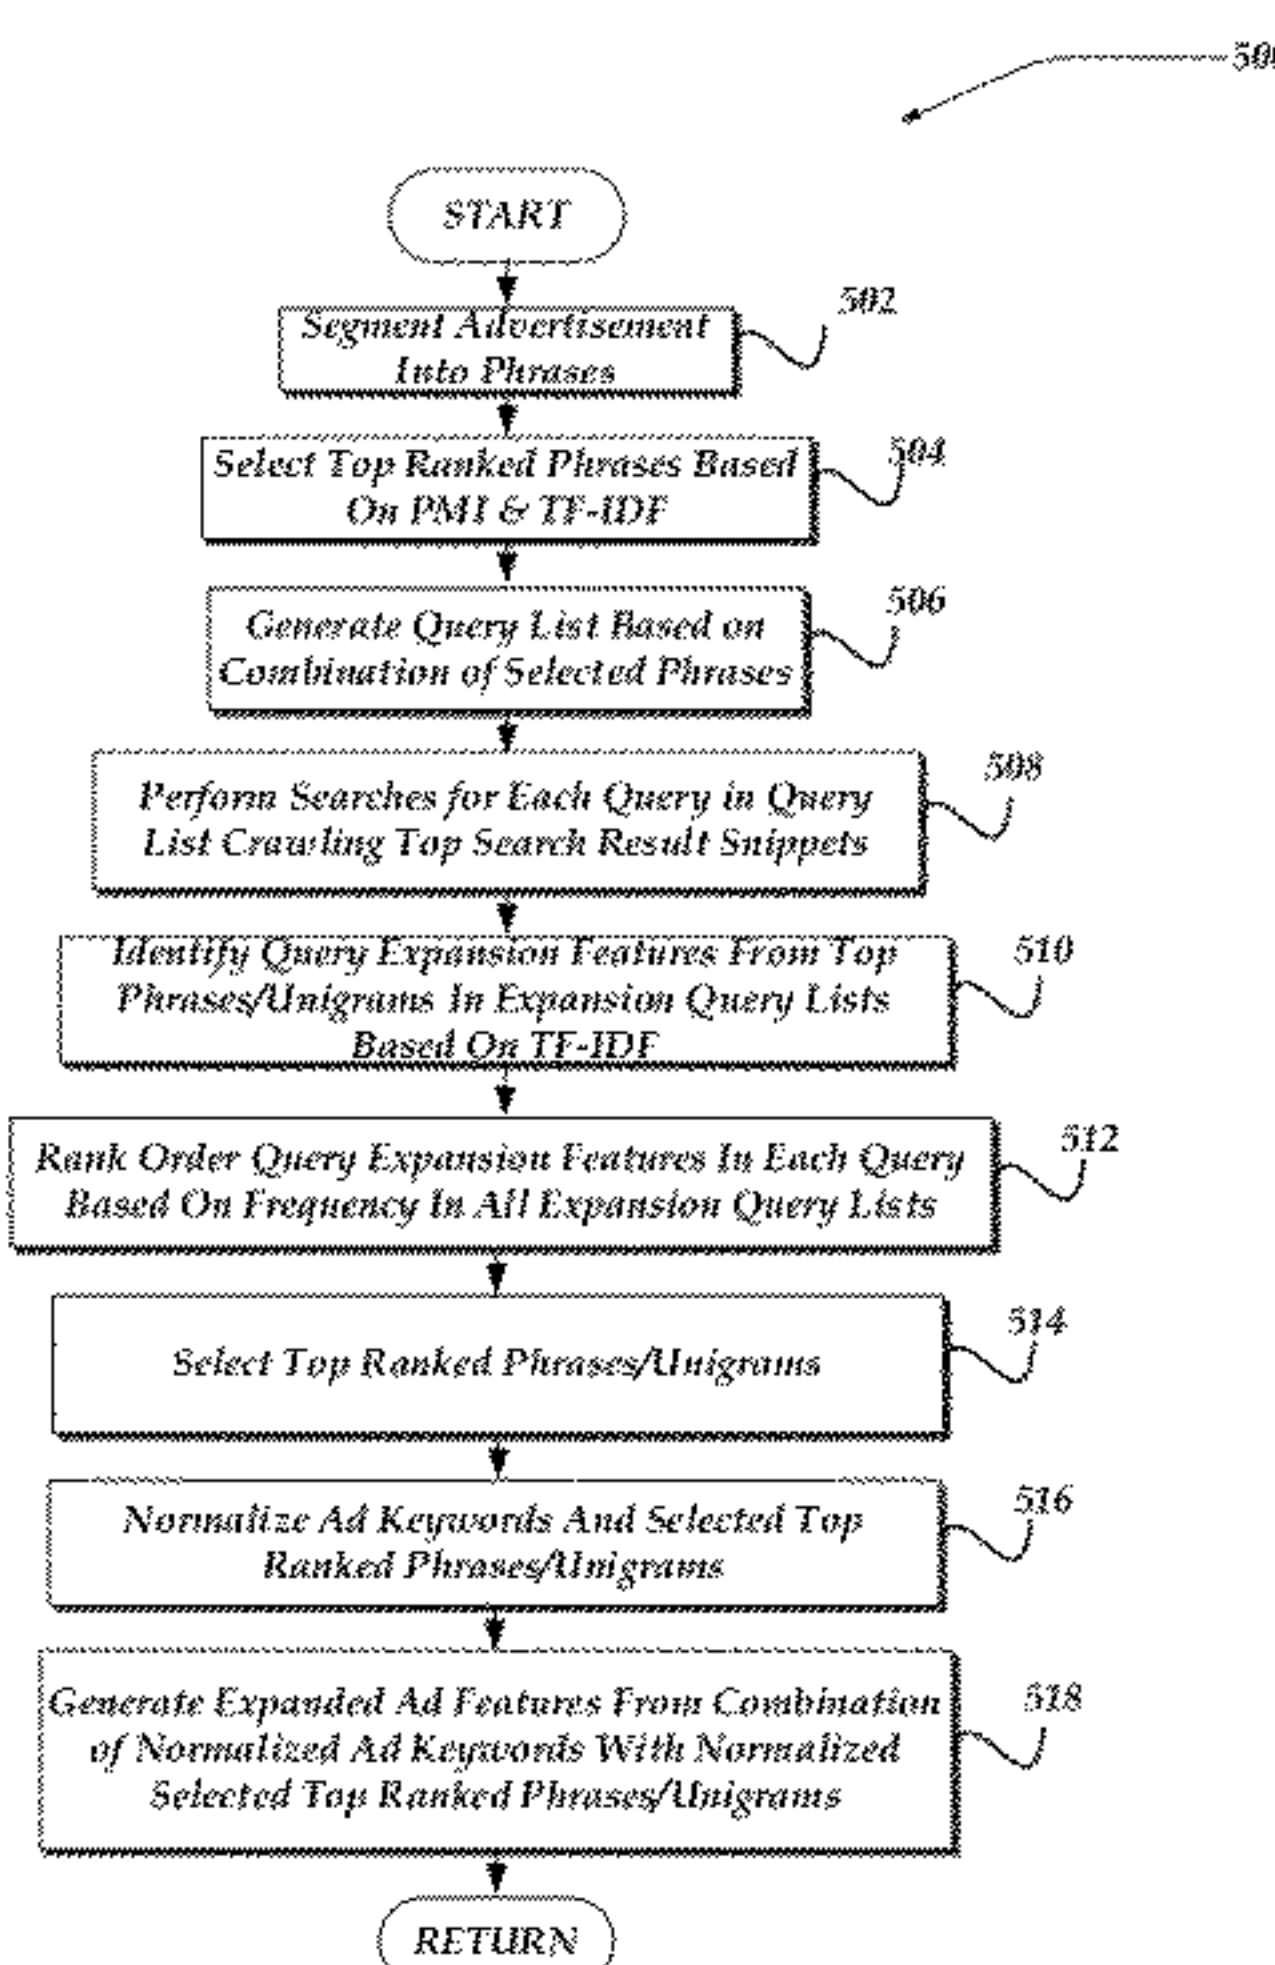 500
START
502
Segment Advertisement
Into Phrases
504
Select Top Ranked Phrases Based
On PMI & TF-IDF
506
Generate Query List Based on
Combination of Selected Phrases
508
Perform Searches for Each Query in Query
List Crawling Top Search Result Snippets
510
Identify Query Expansion Features From Top
Phrases/Unigrams In Expansion Query Lists
Based On TF-IDF
512
Rank Order Query Expansion Features In Each Query
Based On Frequency In All Expansion Query Lists
514
Select Top Ranked Phrases/Unigrams
516
Normalize Ad Keywords And Selected Top
Ranked Phrases/Unigrams
518
Generate Expanded Ad Features From Combination
of Normalized Ad Keywords With Normalized
Selected Top Ranked Phrases/Unigrams
RETURN